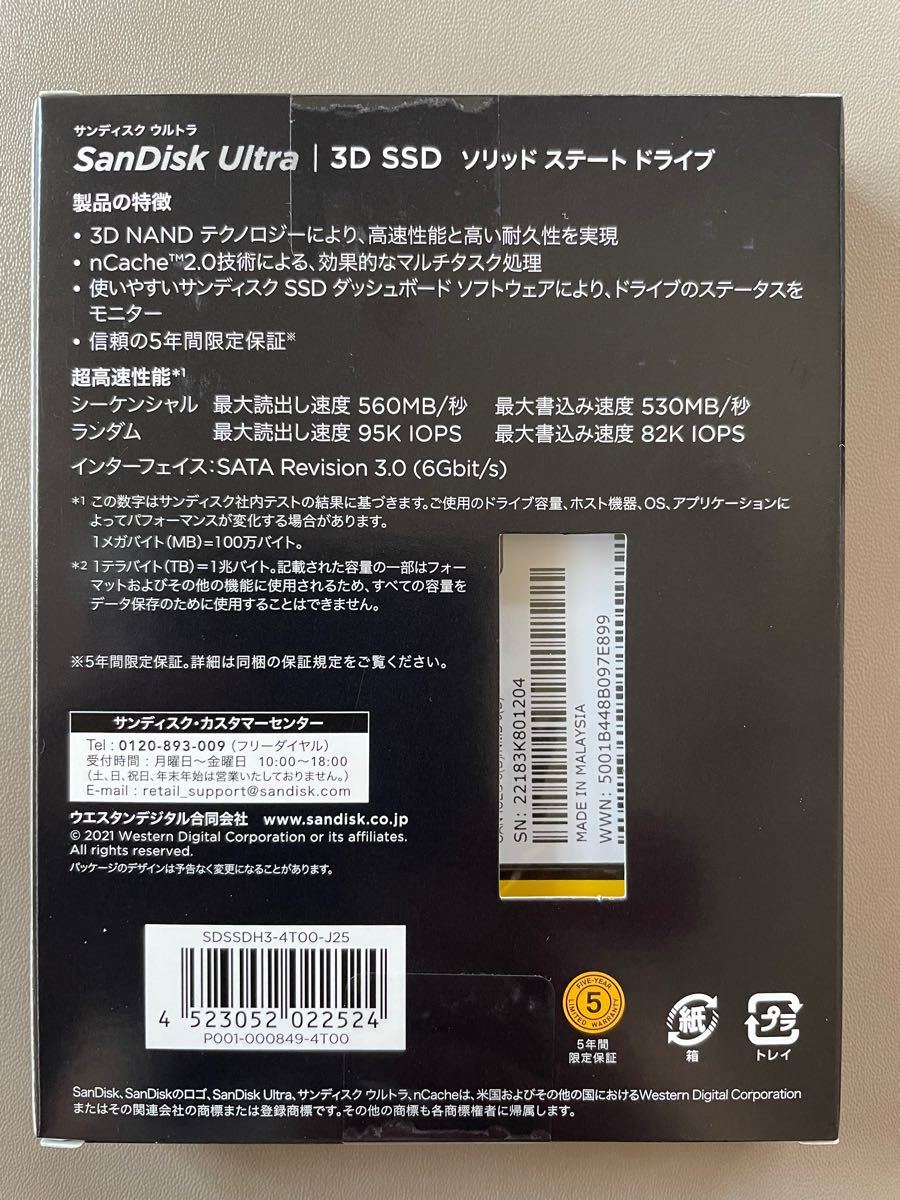 サンディスク ウルトラ
SanDisk Ultra | 3D SSD ソリッド ステート ドライブ
製品の特徴
• 3D NAND テクノロジーにより、高速性能と高い耐久性を実現
• nCache™2.0技術による、効果的なマルチタスク処理
• 使いやすいサンディスク SSD ダッシュボード ソフトウェアにより、ドライブのステータスを
モニター
• 信頼の5年間限定保証※
超高速性能*1
シーケンシャル 最大読出し速度 560MB/秒 最大書込み速度 530MB/秒
ランダム 最大読出し速度 95K IOPS 最大書込み速度 82K IOPS
インターフェイス:SATA Revision 3.0 (6Gbit/s)
*1 この数字はサンディスク社内テストの結果に基づきます。ご使用のドライブ容量、ホスト機器、OS、アプリケーションに
よってパフォーマンスが変化する場合があります。
1メガバイト(MB)=100万バイト。
*2 1テラバイト(TB)=1兆バイト。記載された容量の一部はフォー
マットおよびその他の機能に使用されるため、すべての容量を
データ保存のために使用することはできません。
※5年間限定保証。詳細は同梱の保証規定をご覧ください。
サンディスク・カスタマーセンター
Tel : 0120-893-009 (フリーダイヤル)
受付時間 : 月曜日〜金曜日 10:00〜18:00
(土、日、祝日、年末年始は営業いたしておりません。)
E-mail : retail_support@sandisk.com
ウエスタンデジタル合同会社 www.sandisk.co.jp
© 2021 Western Digital Corporation or its affiliates.
All rights reserved.
パッケージのデザインは予告なく変更になることがあります。
SN: 22183K801204
MADE IN MALAYSIA
WWN: 5001B448B097E899
SDSSDH3-4T00-J25
4 523052 022524
P001-000849-4T00
FIVE-YEAR
5
LIMITED WARRANTY
5年間
限定保証
紙
箱
プラ
トレイ
SanDisk、SanDiskのロゴ、SanDisk Ultra、サンディスク ウルトラ、nCacheは、米国およびその他の国におけるWestern Digital Corporation
またはその関連会社の商標または登録商標です。その他の商標も各商標権者に帰属します。